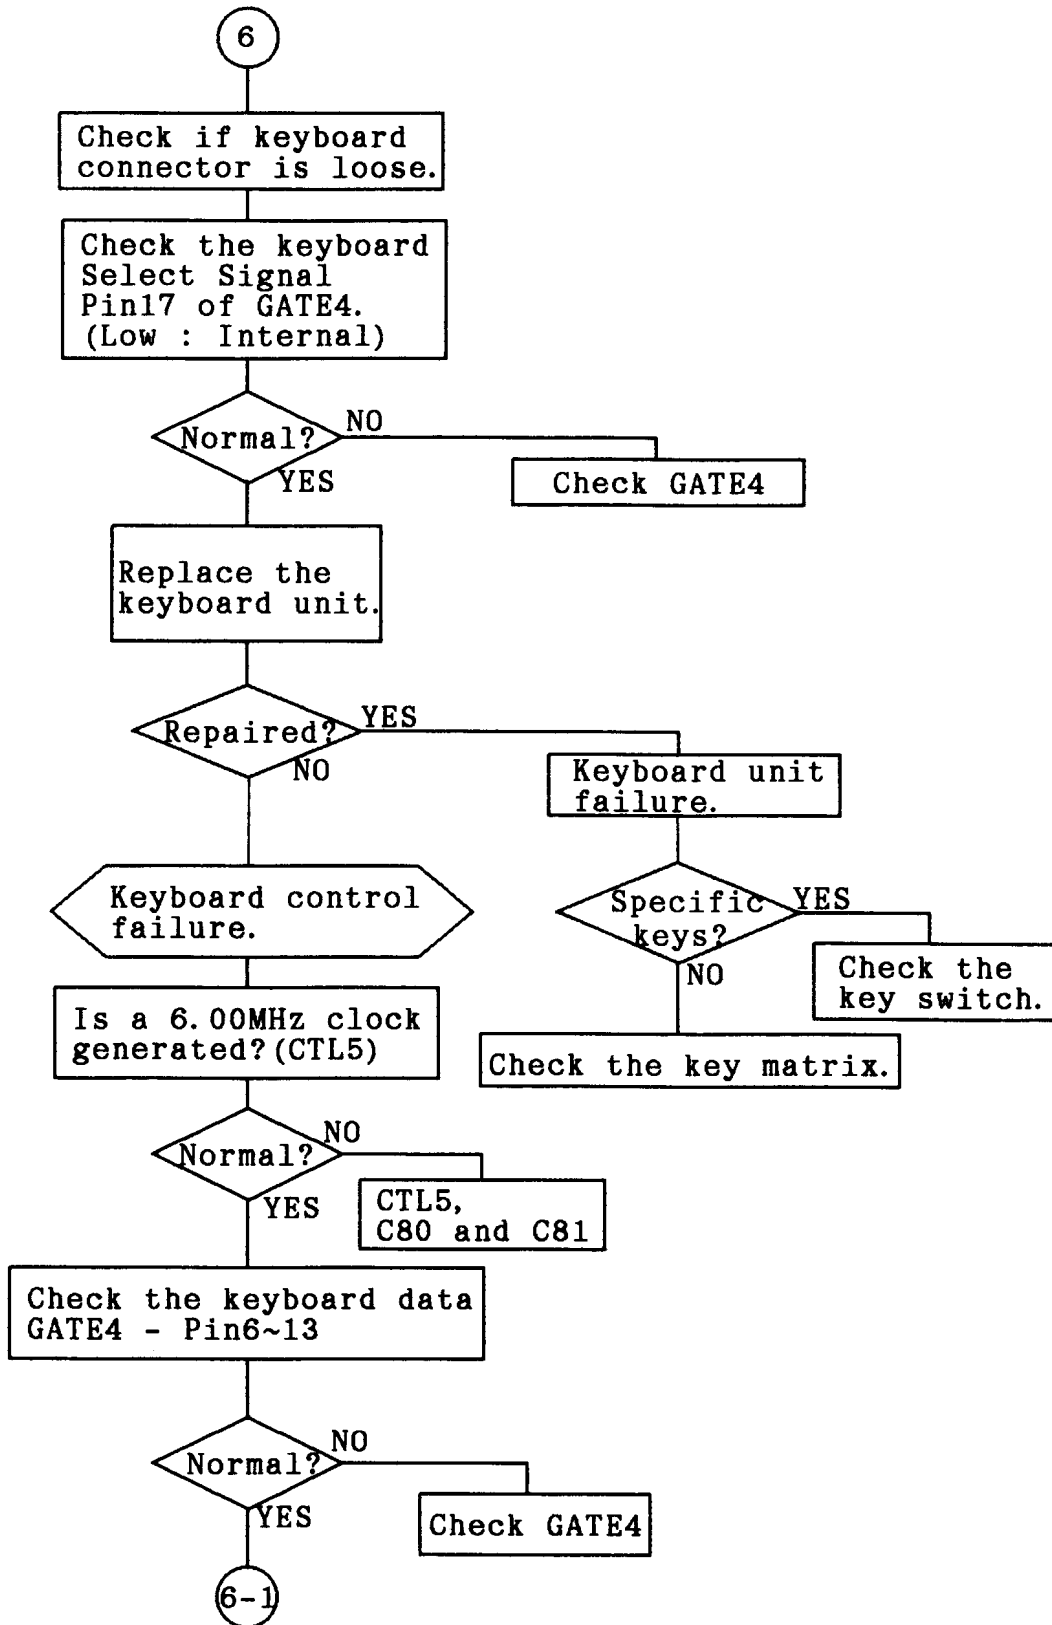 6
Check if keyboard
connector is loose.
Check the keyboard
Select Signal
Pin17 of GATE4.
(Low : Internal)
Normal?
NO
YES
Check GATE4
Replace the
keyboard unit.
Repaired?
YES
NO
Keyboard unit
failure.
Keyboard control
failure.
Specific
keys?
YES
NO
Check the
key switch.
Is a 6.00MHz clock
generated?(CTL5)
Check the key matrix.
Normal?
NO
YES
CTL5,
C80 and C81
Check the keyboard data
GATE4 - Pin6~13
Normal?
NO
YES
Check GATE4
6-1